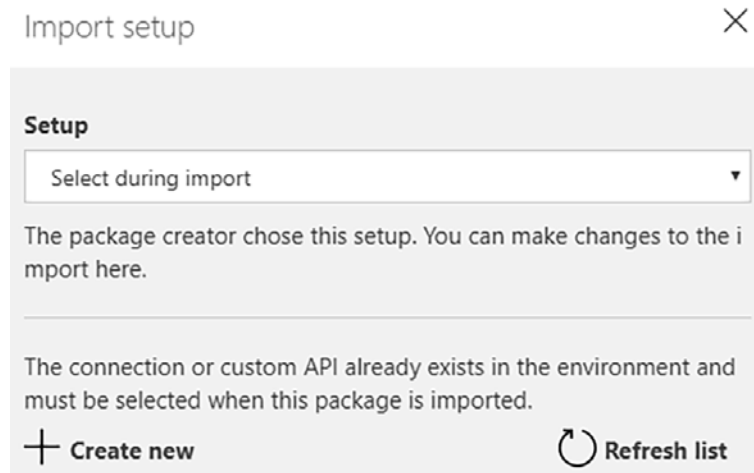 Import setup
Setup
Select during import
The package creator chose this setup. You can make changes to the i
mport here.
The connection or custom API already exists in the environment and
must be selected when this package is imported.
Create new Refresh list